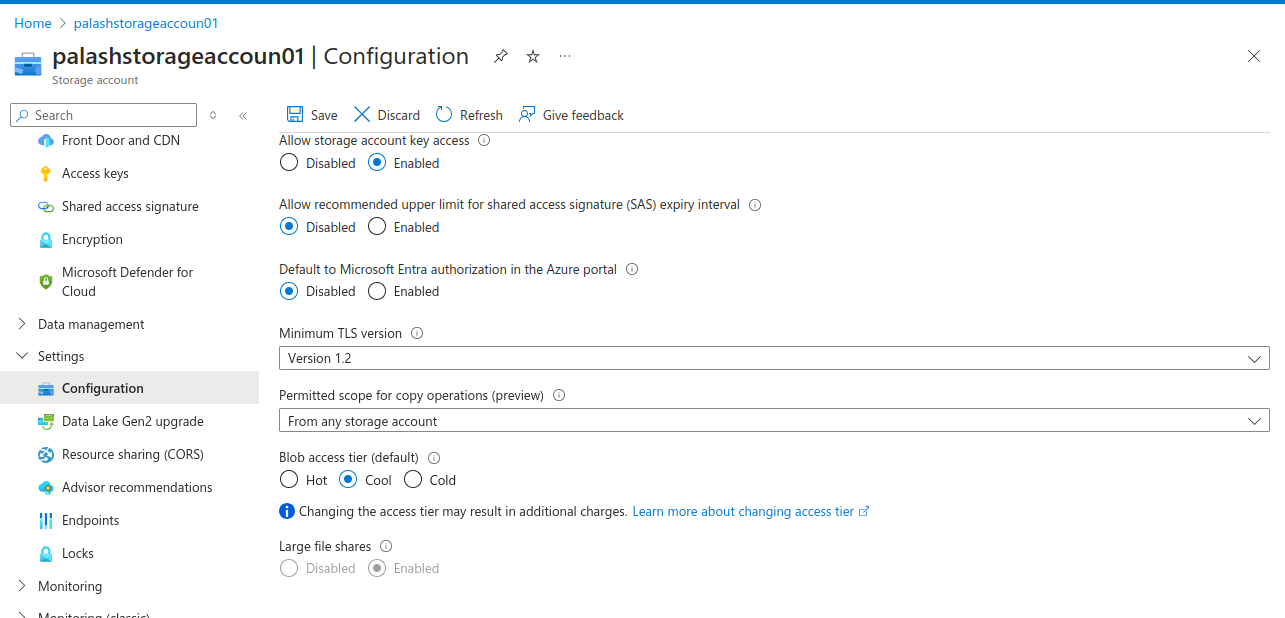 Home > palashstorageaccoun01
palashstorageaccoun01 | Configuration ...
Storage account
Search
Front Door and CDN
Access keys
Shared access signature
Encryption
Microsoft Defender for
Cloud
Data management
Settings
Configuration
Data Lake Gen2 upgrade
Resource sharing (CORS)
Advisor recommendations
Endpoints
Locks
Monitoring
Monitoring (classic)
Save Discard Refresh Give feedback
Allow storage account key access
Disabled Enabled
Allow recommended upper limit for shared access signature (SAS) expiry interval
Disabled Enabled
Default to Microsoft Entra authorization in the Azure portal
Disabled Enabled
Minimum TLS version
Version 1.2
Permitted scope for copy operations (preview)
From any storage account
Blob access tier (default)
Hot Cool Cold
Changing the access tier may result in additional charges. Learn more about changing access tier
Large file shares
Disabled Enabled